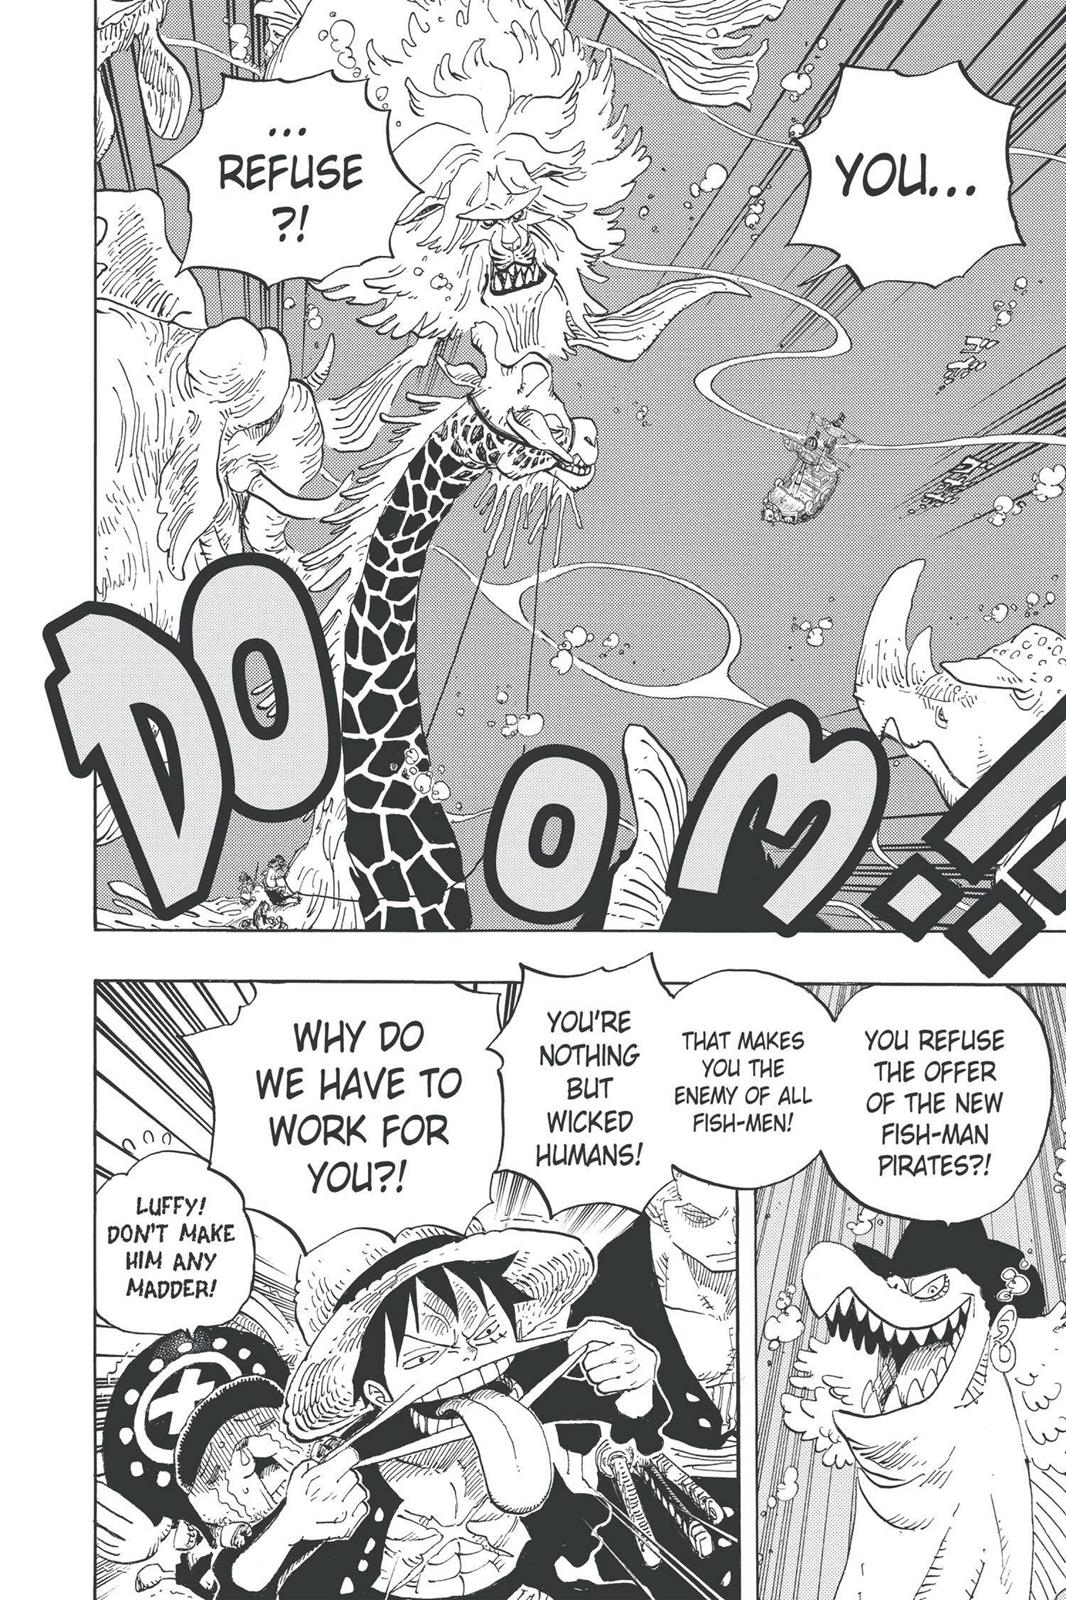 YOU...
...
REFUSE
?!
DOOM!!
YOU REFUSE
THE OFFER
OF THE NEW
FISH-MAN
PIRATES?!
THAT MAKES
YOU THE
ENEMY OF ALL
FISH-MEN!
YOU'RE
NOTHING
BUT
WICKED
HUMANS!
WHY DO
WE HAVE TO
WORK FOR
YOU?!
LUFFY!
DON'T MAKE
HIM ANY
MADDER!